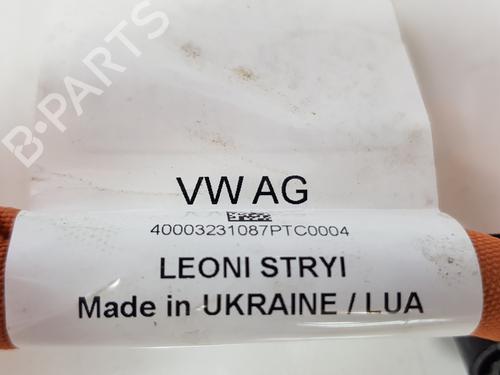 B-PARTS
VW AG
40003231087PTC0004
LEONI STRYI
Made in UKRAINE / LUA